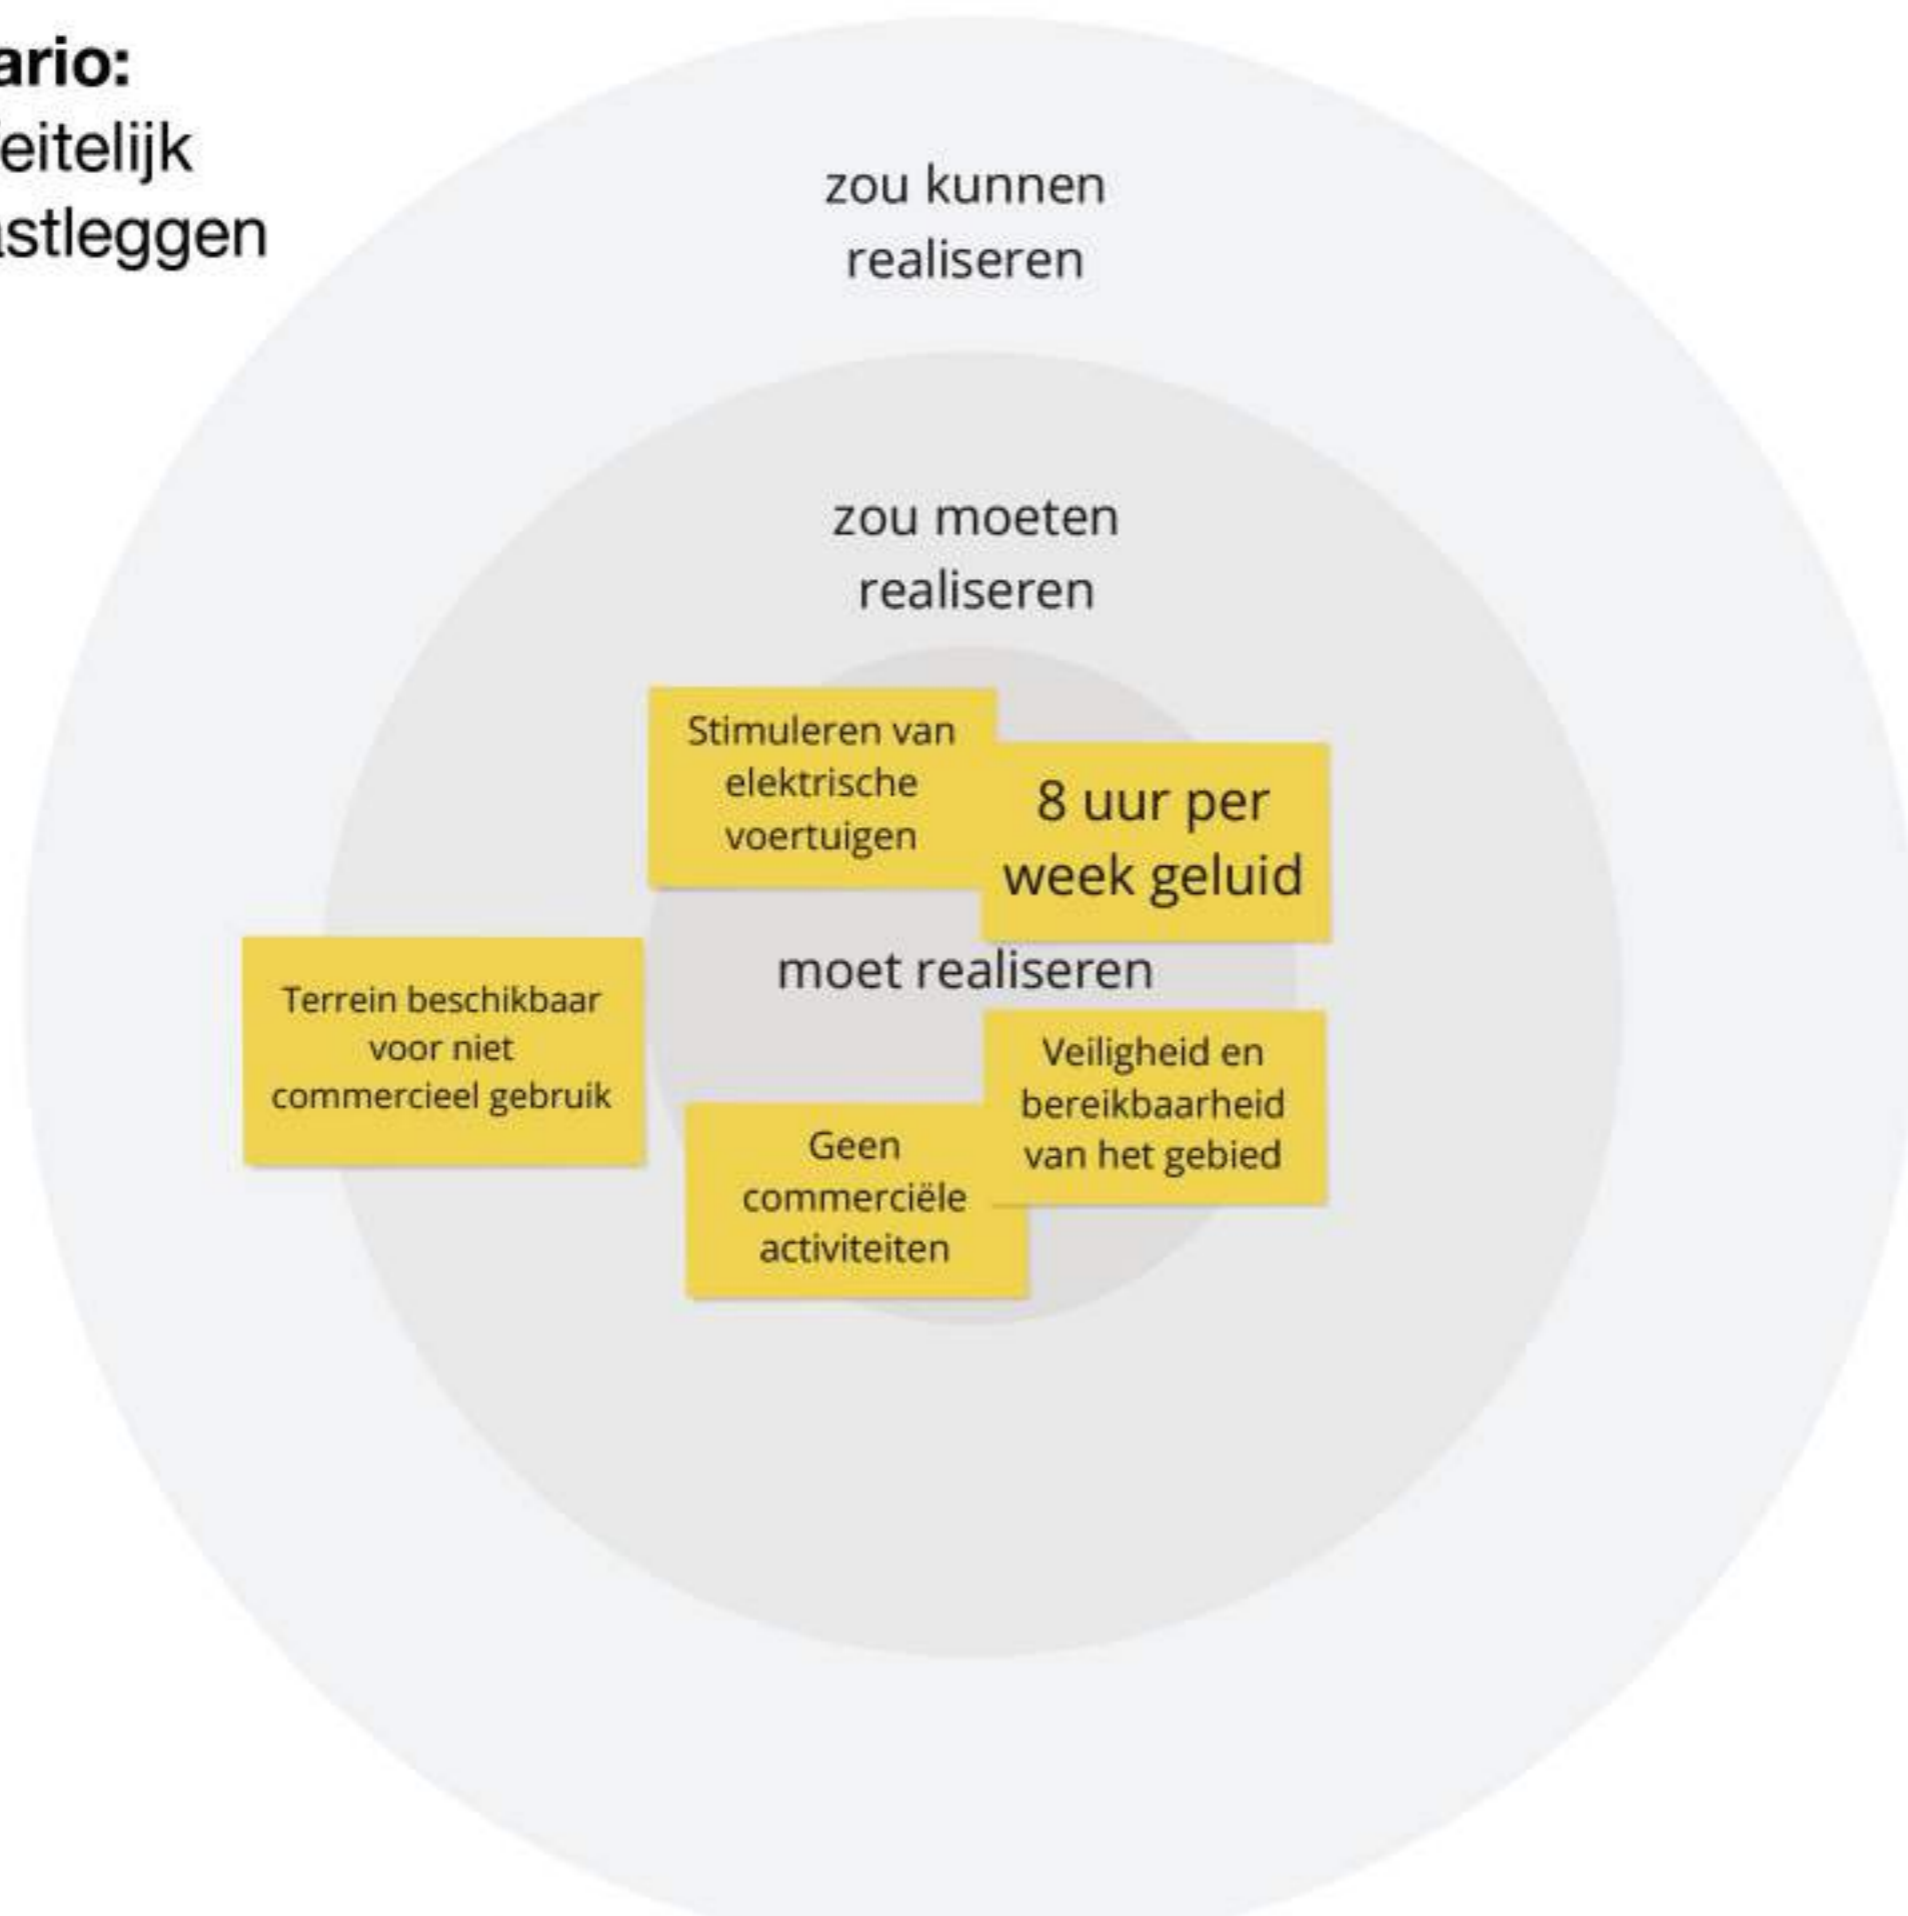 ario:
eitelijk
astleggen
zou kunnen
realiseren
zou moeten
realiseren
Stimuleren van
elektrische
voertuigen
8 uur per
week geluid
moet realiseren
Terrein beschikbaar
voor niet
commercieel gebruik
Veiligheid en
bereikbaarheid
van het gebied
Geen
commerciële
activiteiten